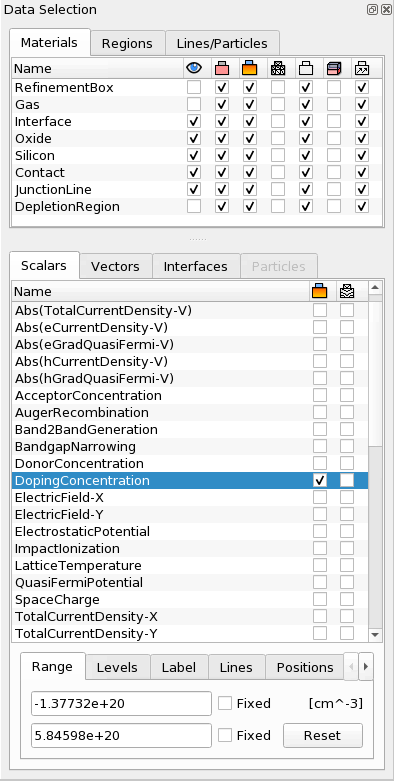 Data Selection
Materials Regions Lines/Particles
Name
RefinementBox
Gas
Interface
Oxide
Silicon
Contact
JunctionLine
DepletionRegion
Scalars Vectors Interfaces Particles
Name
Abs(TotalCurrentDensity-V)
Abs(eCurrentDensity-V)
Abs(eGradQuasiFermi-V)
Abs(hCurrentDensity-V)
Abs(hGradQuasiFermi-V)
AcceptorConcentration
AugerRecombination
Band2BandGeneration
BandgapNarrowing
DonorConcentration
DopingConcentration
ElectricField-X
ElectricField-Y
ElectrostaticPotential
ImpactIonization
LatticeTemperature
QuasiFermiPotential
SpaceCharge
TotalCurrentDensity-X
TotalCurrentDensity-Y
Range Levels Label Lines Positions
-1.37732e+20 Fixed [cm^-3]
5.84598e+20 Fixed Reset